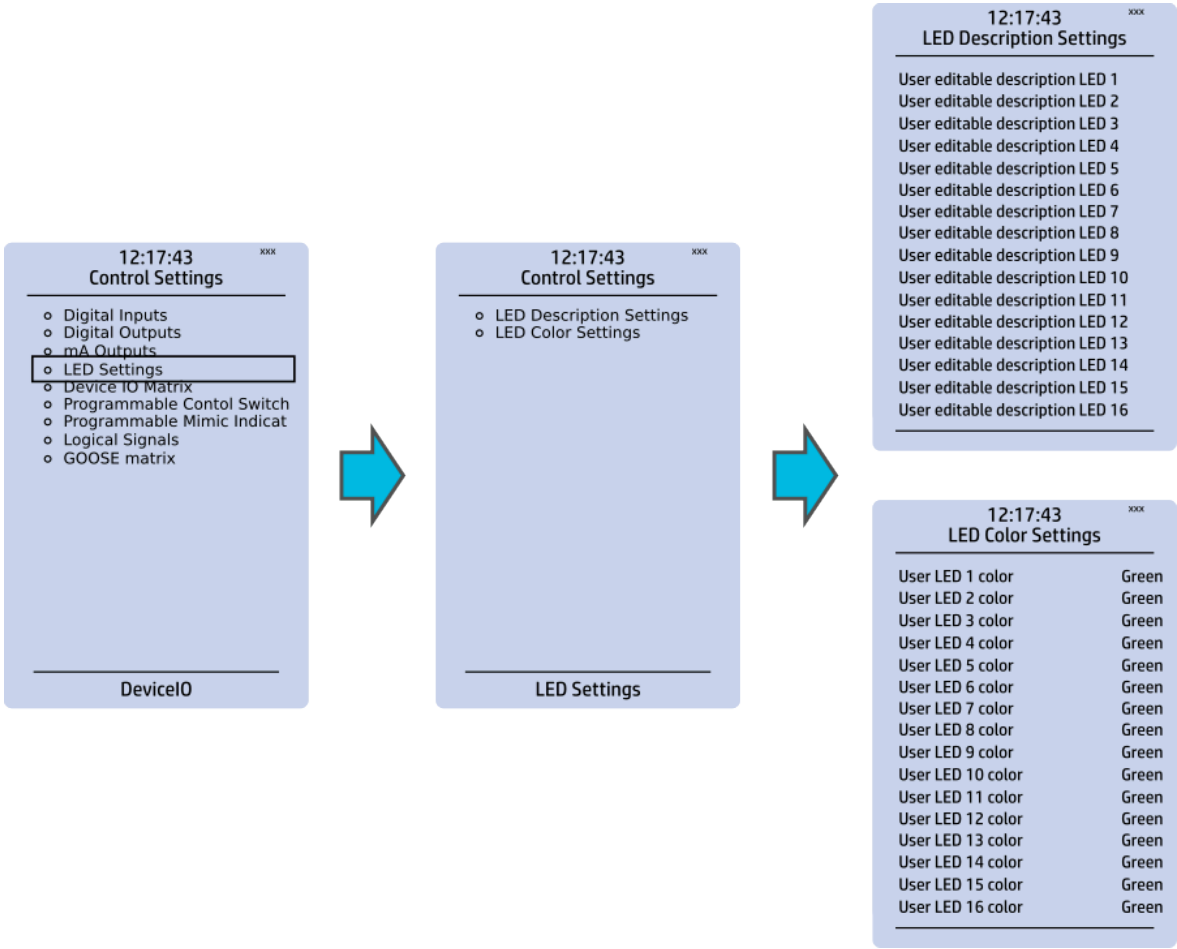 12:17:43 xxx
Control Settings
Digital Inputs
Digital Outputs
mA Outputs
LED Settings
Device IO Matrix
Programmable Contol Switch
Programmable Mimic Indicat
Logical Signals
GOOSE matrix
DeviceIO
12:17:43 xxx
Control Settings
LED Description Settings
LED Color Settings
LED Settings
12:17:43 xxx
LED Description Settings
User editable description LED 1
User editable description LED 2
User editable description LED 3
User editable description LED 4
User editable description LED 5
User editable description LED 6
User editable description LED 7
User editable description LED 8
User editable description LED 9
User editable description LED 10
User editable description LED 11
User editable description LED 12
User editable description LED 13
User editable description LED 14
User editable description LED 15
User editable description LED 16
12:17:43 xxx
LED Color Settings
User LED 1 color Green
User LED 2 color Green
User LED 3 color Green
User LED 4 color Green
User LED 5 color Green
User LED 6 color Green
User LED 7 color Green
User LED 8 color Green
User LED 9 color Green
User LED 10 color Green
User LED 11 color Green
User LED 12 color Green
User LED 13 color Green
User LED 14 color Green
User LED 15 color Green
User LED 16 color Green